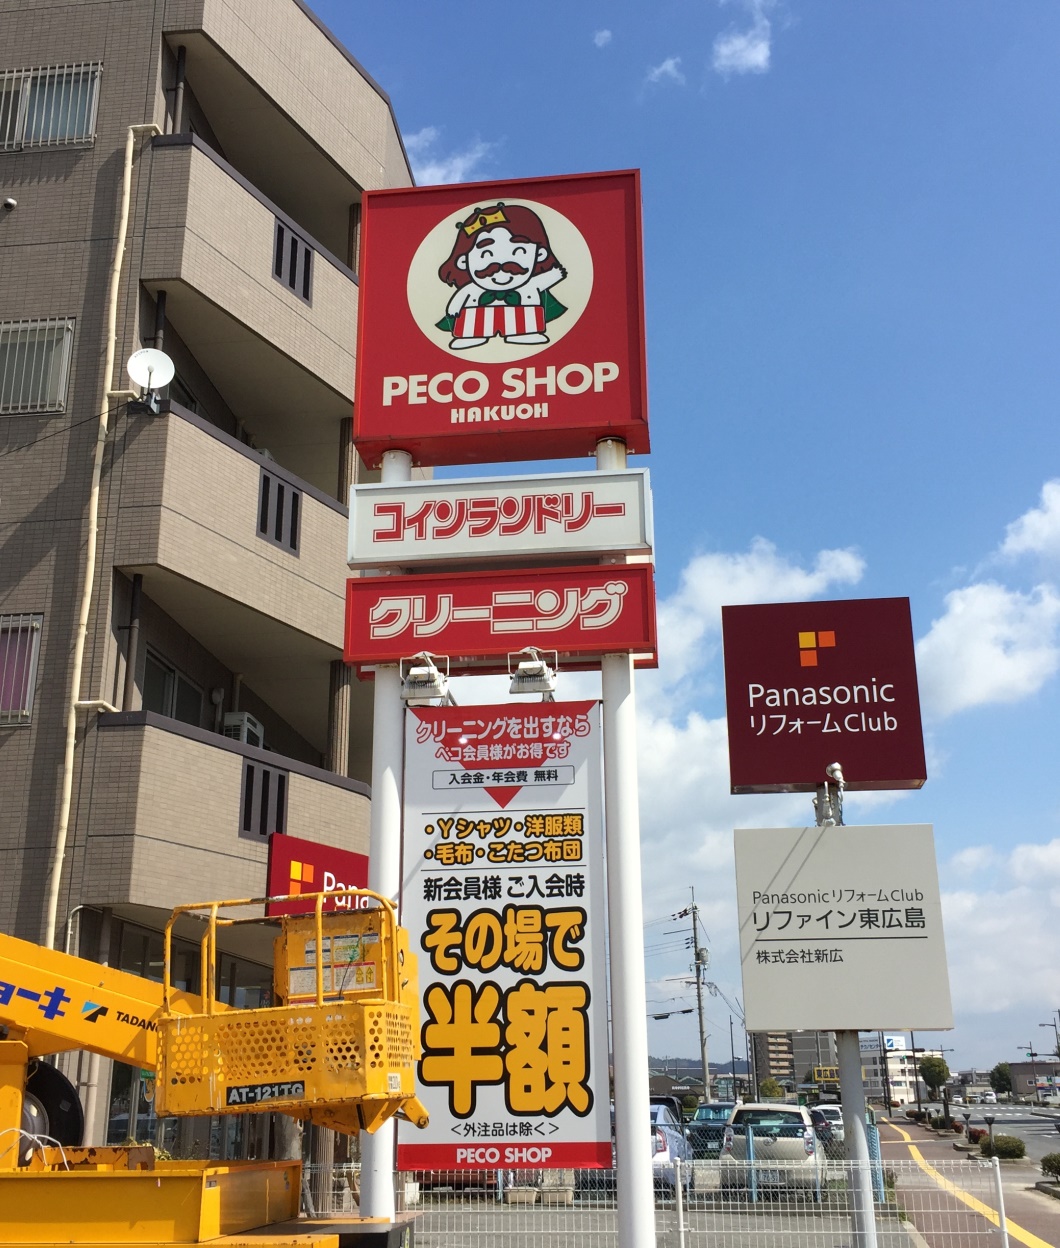 PECO SHOP
HAKUOH
コインランドリー
クリーニング
クリーニングを出すなら
ペコ会員様がお得です
入会金・年会費 無料
・Yシャツ・洋服類
・毛布・こたつ布団
新会員様 ご入会時
その場で
半額
<外注品は除く>
PECO SHOP
Panasonic
リフォームClub
PanasonicリフォームClub
リファイン東広島
株式会社新広
Pana
ョーキ
TADANO
AT-121TG